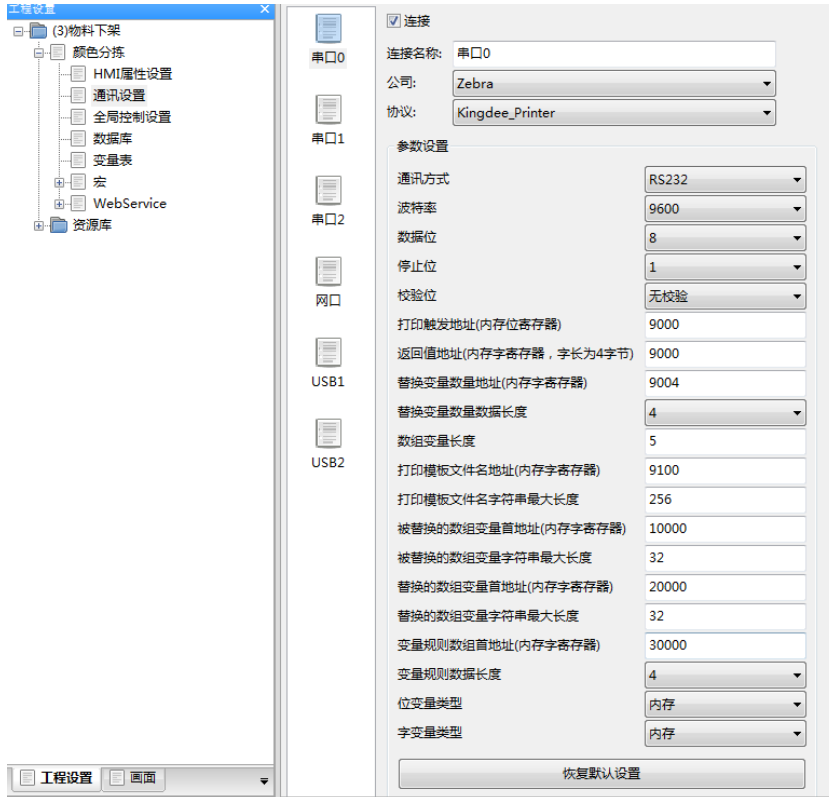 工程设置
(3)物料下架
颜色分拣
HMI属性设置
通讯设置
全局控制设置
数据库
变量表
宏
WebService
资源库
工程设置 画面
串口0
串口1
串口2
网口
USB1
USB2
连接
连接名称: 串口0
公司: Zebra
协议: Kingdee_Printer
参数设置
通讯方式 RS232
波特率 9600
数据位 8
停止位 1
校验位 无校验
打印触发地址(内存位寄存器) 9000
返回值地址(内存字寄存器，字长为4字节) 9000
替换变量数量地址(内存字寄存器) 9004
替换变量数量数据长度 4
数组变量长度 5
打印模板文件名地址(内存字寄存器) 9100
打印模板文件名字符串最大长度 256
被替换的数组变量首地址(内存字寄存器) 10000
被替换的数组变量字符串最大长度 32
替换的数组变量首地址(内存字寄存器) 20000
替换的数组变量字符串最大长度 32
变量规则数组首地址(内存字寄存器) 30000
变量规则数据长度 4
位变量类型 内存
字变量类型 内存
恢复默认设置